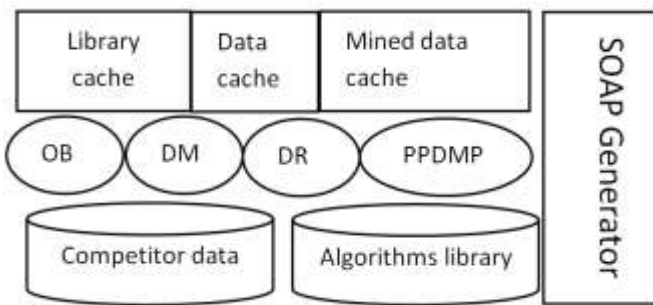 Library
cache
Data
cache
Mined data
cache
OB
DM
DR
PPDMP
Competitor data
Algorithms library
SOAP Generator